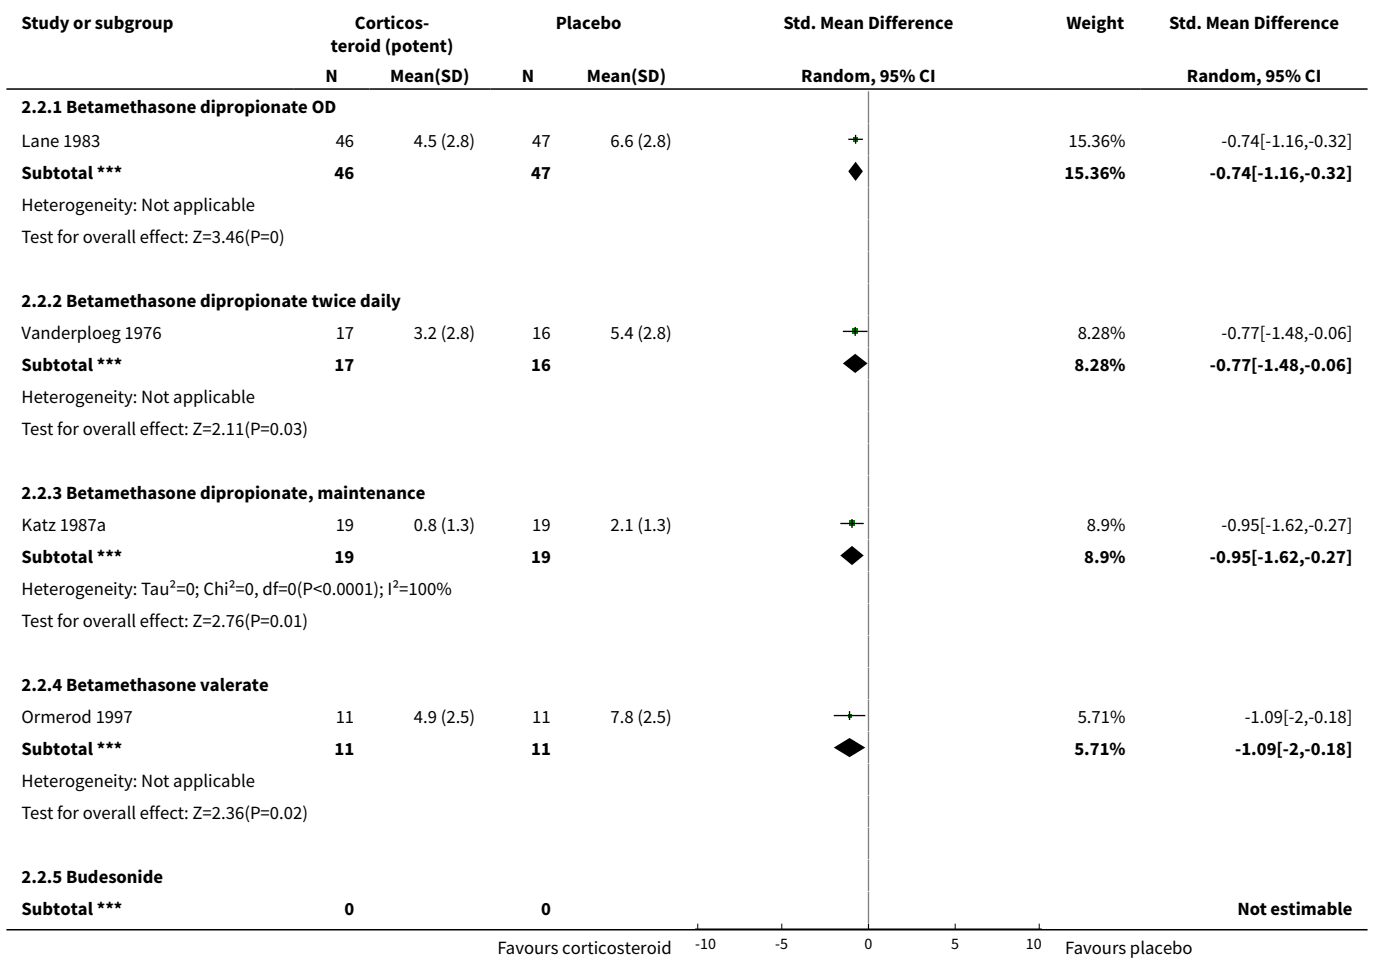 Study or subgroup Corticos- Placebo Std. Mean Difference Weight Std. Mean Difference
teroid (potent)
N Mean(SD) N Mean(SD) Random, 95% CI Random, 95% CI
2.2.1 Betamethasone dipropionate OD
Lane 1983 46 4.5 (2.8) 47 6.6 (2.8) 15.36% -0.74[-1.16,-0.32]
Subtotal *** 46 47 15.36% -0.74[-1.16,-0.32]
Heterogeneity: Not applicable
Test for overall effect: Z=3.46(P=0)
2.2.2 Betamethasone dipropionate twice daily
Vanderploeg 1976 17 3.2 (2.8) 16 5.4 (2.8) 8.28% -0.77[-1.48,-0.06]
Subtotal *** 17 16 8.28% -0.77[-1.48,-0.06]
Heterogeneity: Not applicable
Test for overall effect: Z=2.11(P=0.03)
2.2.3 Betamethasone dipropionate, maintenance
Katz 1987a 19 0.8 (1.3) 19 2.1 (1.3) 8.9% -0.95[-1.62,-0.27]
Subtotal *** 19 19 8.9% -0.95[-1.62,-0.27]
Heterogeneity: Tau²=0; Chi²=0, df=0(P<0.0001); I²=100%
Test for overall effect: Z=2.76(P=0.01)
2.2.4 Betamethasone valerate
Ormerod 1997 11 4.9 (2.5) 11 7.8 (2.5) 5.71% -1.09[-2,-0.18]
Subtotal *** 11 11 5.71% -1.09[-2,-0.18]
Heterogeneity: Not applicable
Test for overall effect: Z=2.36(P=0.02)
2.2.5 Budesonide
Subtotal *** 0 0 Not estimable
Favours corticosteroid -10 -5 0 5 10 Favours placebo